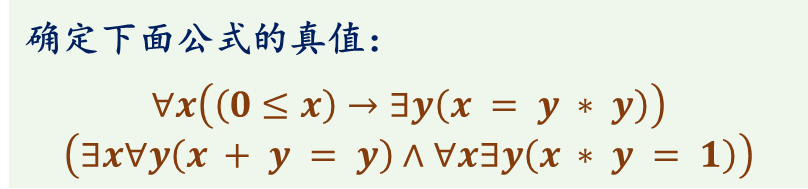 确定下面公式的真值：
∀x((0 ≤ x) → ∃y(x = y * y))
(∃x∀y(x + y = y) ∧ ∀x∃y(x * y = 1))